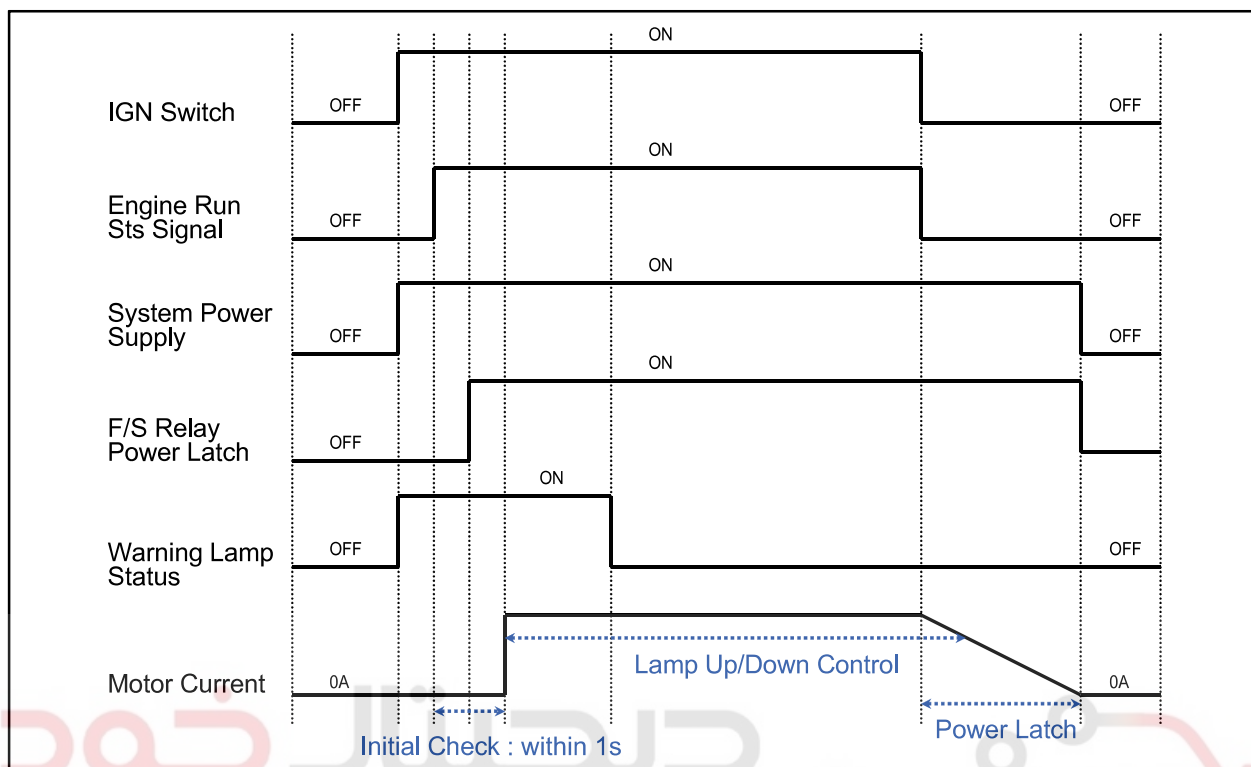 ON
IGN Switch
OFF
OFF
ON
Engine Run
Sts Signal
OFF
OFF
ON
System Power
Supply
OFF
OFF
ON
F/S Relay
Power Latch
OFF
ON
Warning Lamp
Status
OFF
OFF
Lamp Up/Down Control
Motor Current
0A
0A
Initial Check : within 1s
Power Latch
دیجیتال خودرو